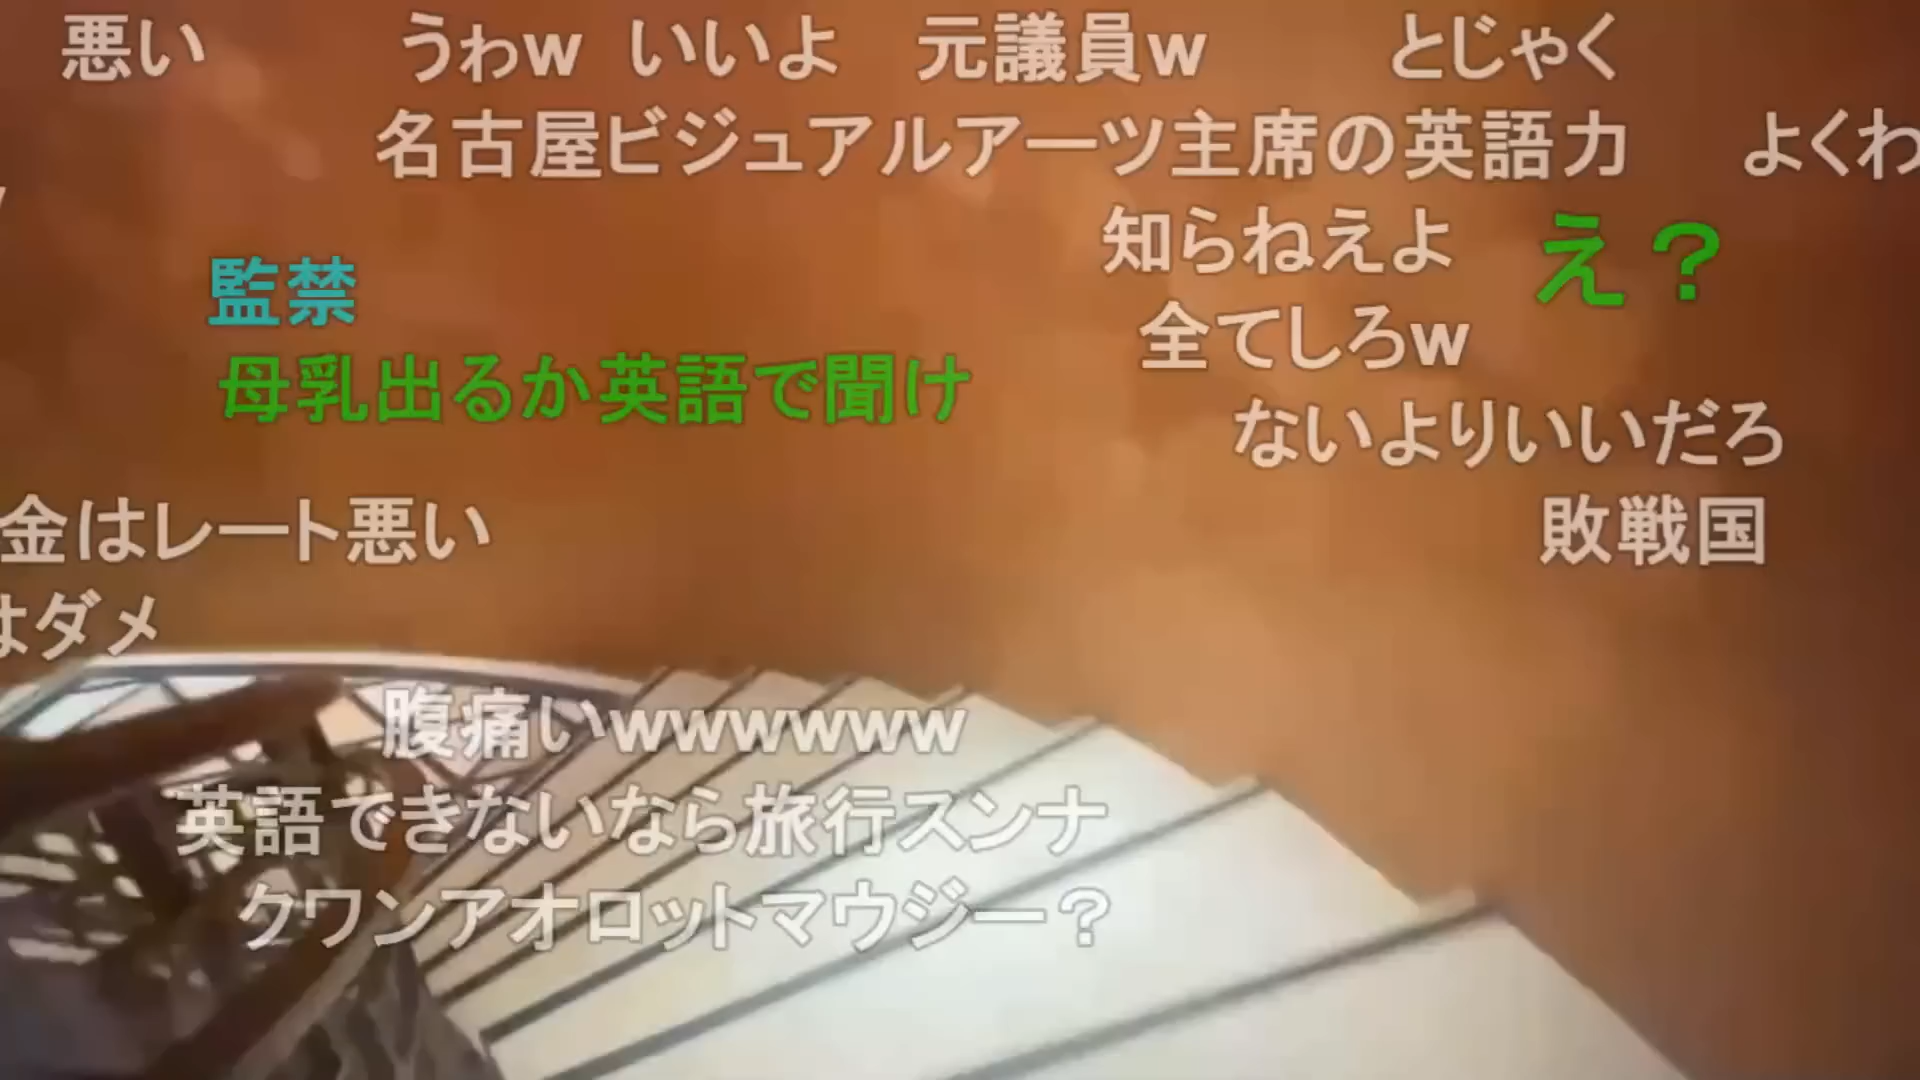 悪い うわw いいよ 元議員w とじゃく
名古屋ビジュアルアーツ主席の英語力 よくわ
知らねえよ え？
監禁
全てしろw
母乳出るか英語で聞け
ないよりいいだろ
金はレート悪い 敗戦国
はダメ
腹痛いwwwwwww
英語できないなら旅行スンナ
クワンアオロットマウジー？